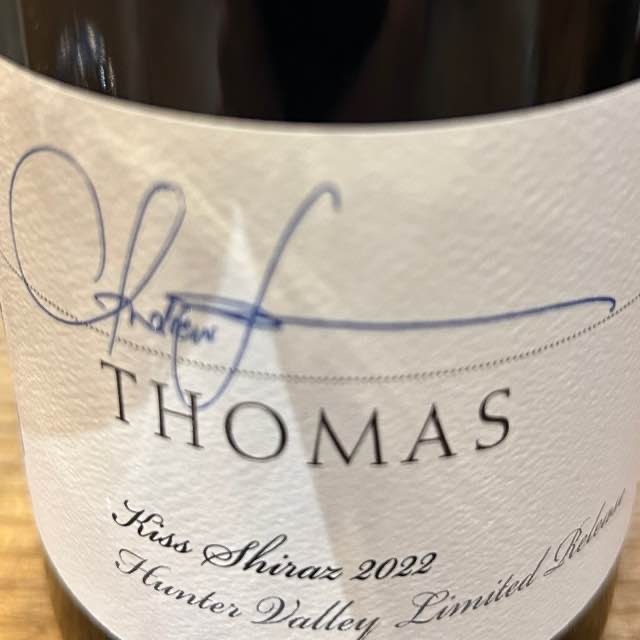 Andrew
THOMAS
Kiss Shiraz 2022
Hunter Valley Limited Release